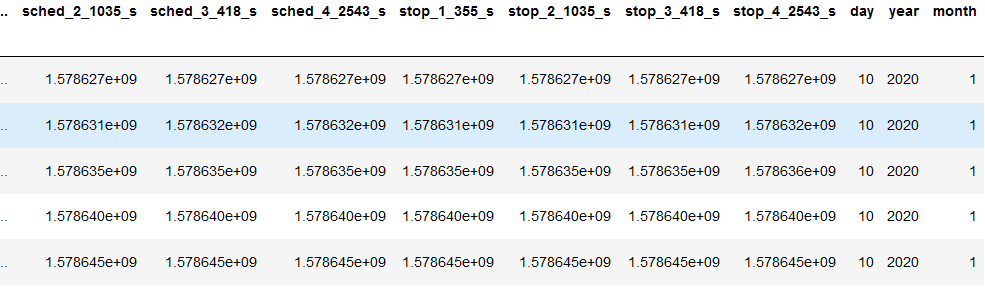 .. sched_2_1035_s sched_3_418_s sched_4_2543_s stop_1_355_s stop_2_1035_s stop_3_418_s stop_4_2543_s day year month
.. 1.578627e+09 1.578627e+09 1.578627e+09 1.578627e+09 1.578627e+09 1.578627e+09 1.578627e+09 10 2020 1
.. 1.578631e+09 1.578632e+09 1.578632e+09 1.578631e+09 1.578631e+09 1.578631e+09 1.578632e+09 10 2020 1
.. 1.578635e+09 1.578635e+09 1.578635e+09 1.578635e+09 1.578635e+09 1.578635e+09 1.578636e+09 10 2020 1
.. 1.578640e+09 1.578640e+09 1.578640e+09 1.578640e+09 1.578640e+09 1.578640e+09 1.578640e+09 10 2020 1
.. 1.578645e+09 1.578645e+09 1.578645e+09 1.578645e+09 1.578645e+09 1.578645e+09 1.578645e+09 10 2020 1